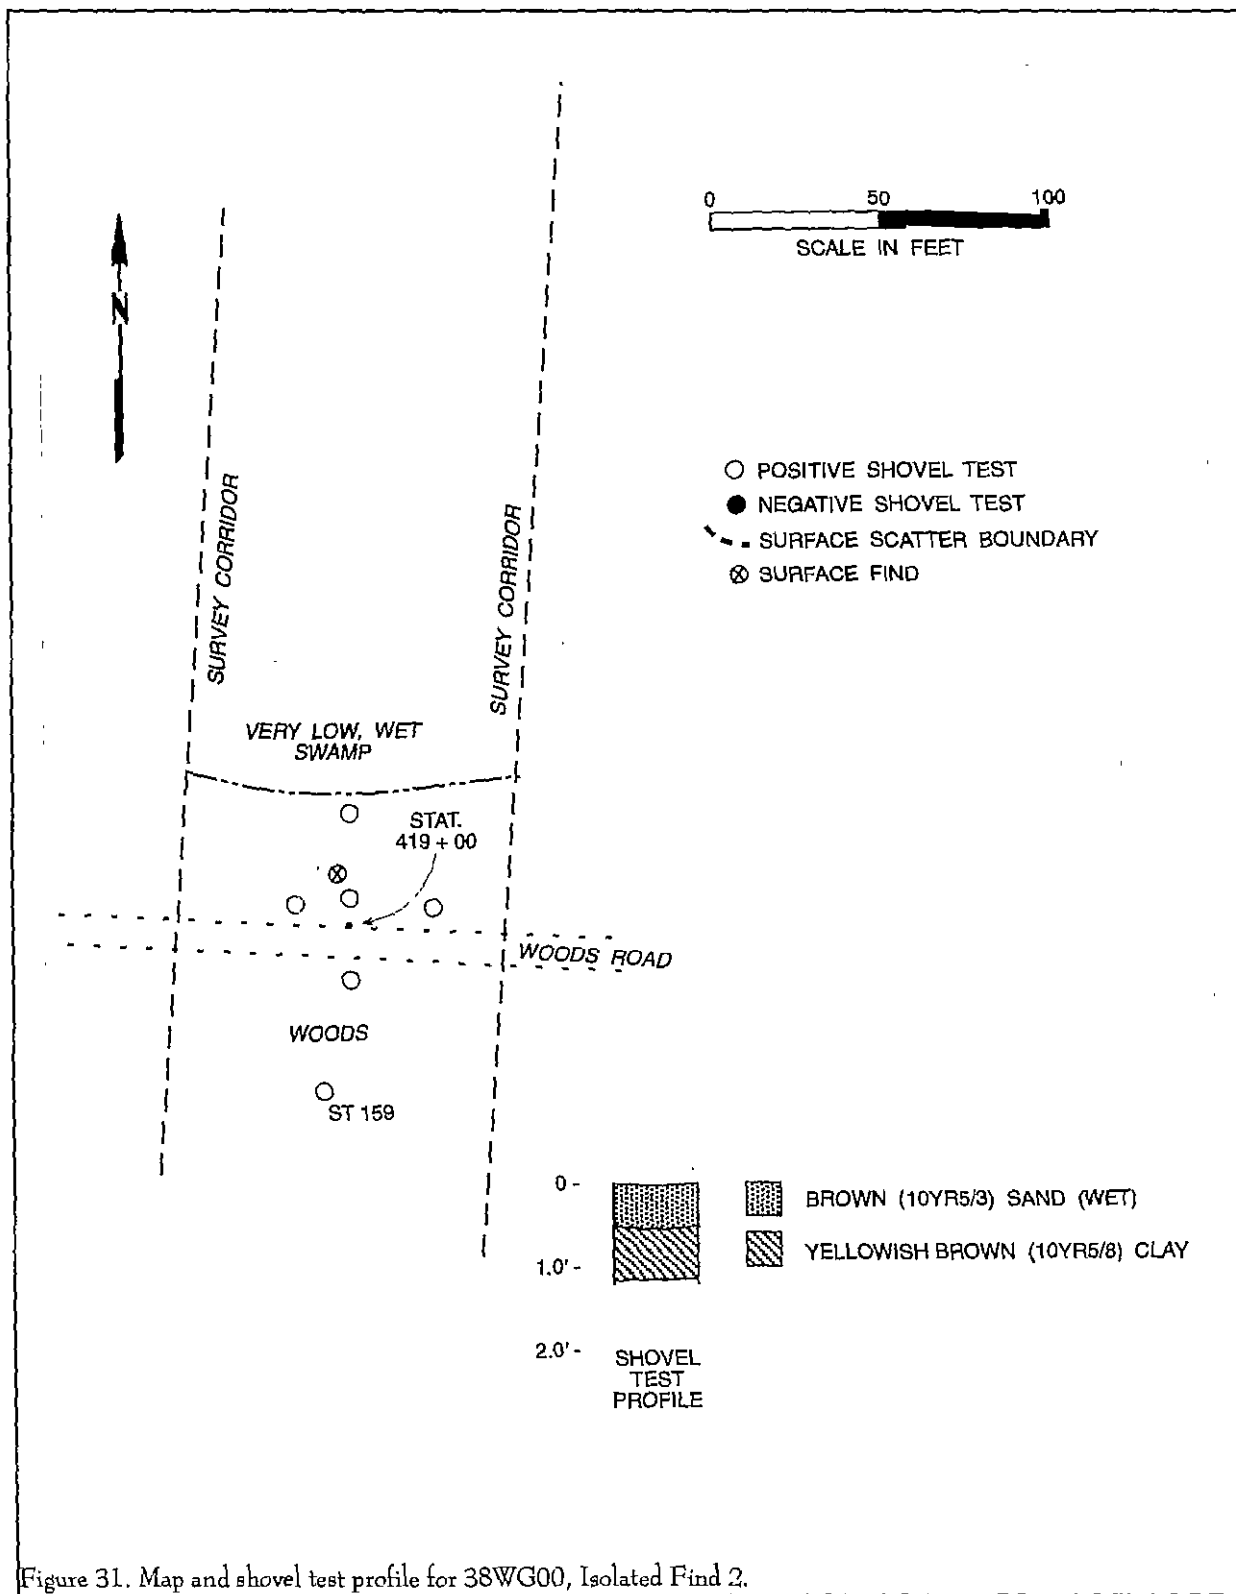 0 50 100
SCALE IN FEET
N
POSITIVE SHOVEL TEST
NEGATIVE SHOVEL TEST
SURFACE SCATTER BOUNDARY
SURFACE FIND
SURVEY CORRIDOR
SURVEY CORRIDOR
VERY LOW, WET
SWAMP
STAT.
419 + 00
WOODS ROAD
WOODS
ST 159
0 -
1.0' -
2.0' -
BROWN (10YR5/3) SAND (WET)
YELLOWISH BROWN (10YR5/8) CLAY
SHOVEL
TEST
PROFILE
Figure 31. Map and shovel test profile for 38WG00, Isolated Find 2.